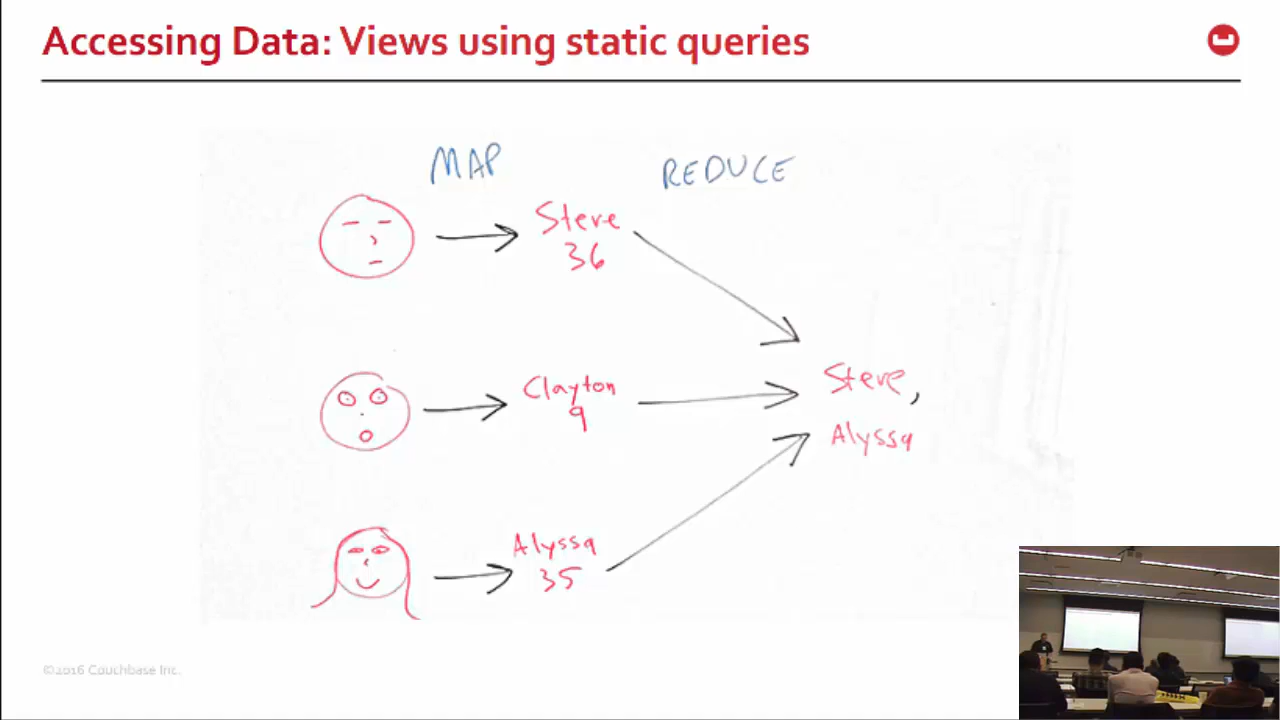 Accessing Data: Views using static queries
MAP
REDUCE
Steve
36
Clayton
9
Alyssa
35
Steve,
Alyssa
©2016 Couchbase Inc.